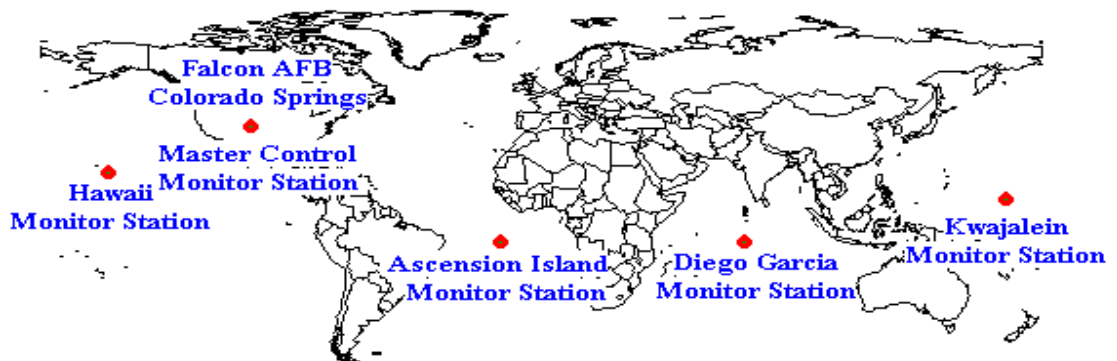 Falcon AFB
Colorado Springs
Master Control
Monitor Station
Hawaii
Monitor Station
Ascension Island
Monitor Station
Diego Garcia
Monitor Station
Kwajalein
Monitor Station